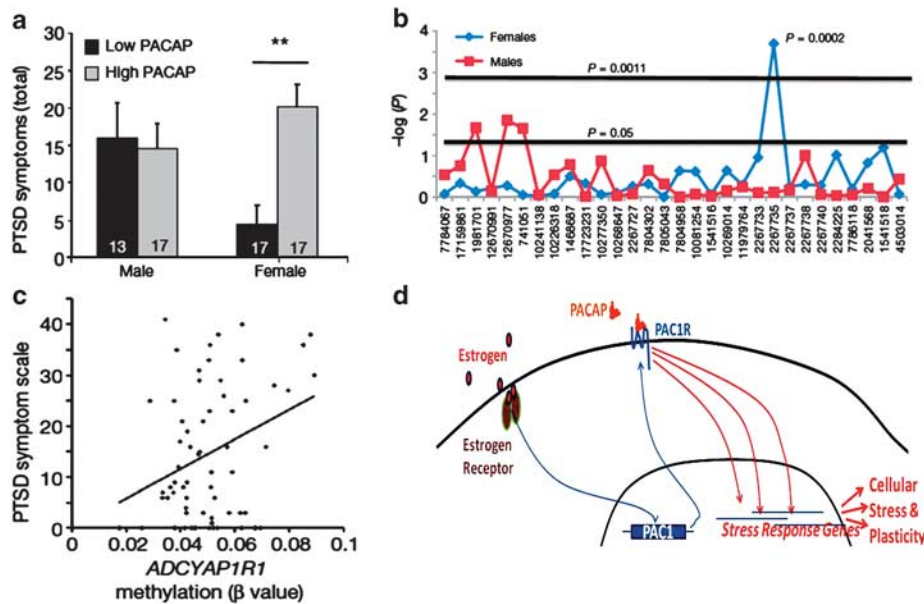 a
PTSD symptoms (total)
35
30
25
20
15
10
5
0
Low PACAP
High PACAP
**
13
17
17
17
Male
Female
b
–log (P)
4
3
2
1
0
Females
Males
P = 0.0002
P = 0.0011
P = 0.05
7784067
17159861
1981701
12670991
12670977
741051
10241138
10226318
1468687
17723231
10277350
10268647
2267727
7804302
7805043
7804958
10081254
1541516
10269014
11979764
2267733
2267735
2267737
2267738
2267740
2284225
7786118
2041568
1541518
4503014
c
PTSD symptom scale
40
30
20
10
0
0
0.02
0.04
0.06
0.08
0.1
ADCYAP1R1
methylation (β value)
d
PACAP
PAC1R
Estrogen
Estrogen
Receptor
PAC1
Stress Response Genes
Cellular
Stress &
Plasticity